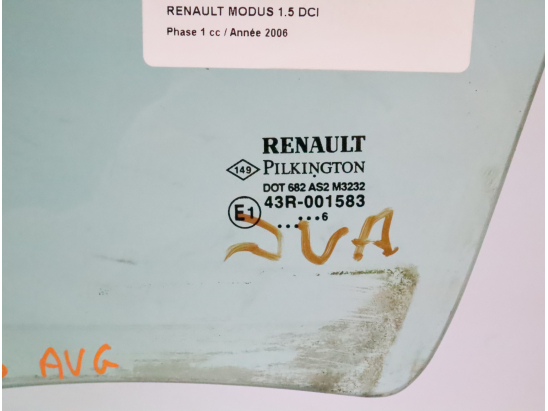 RENAULT MODUS 1.5 DCI
Phase 1 cc / Année 2006
RENAULT
149 PILKINGTON
DOT 682 AS2 M3232
E1 43R-001583
.......6
AVG